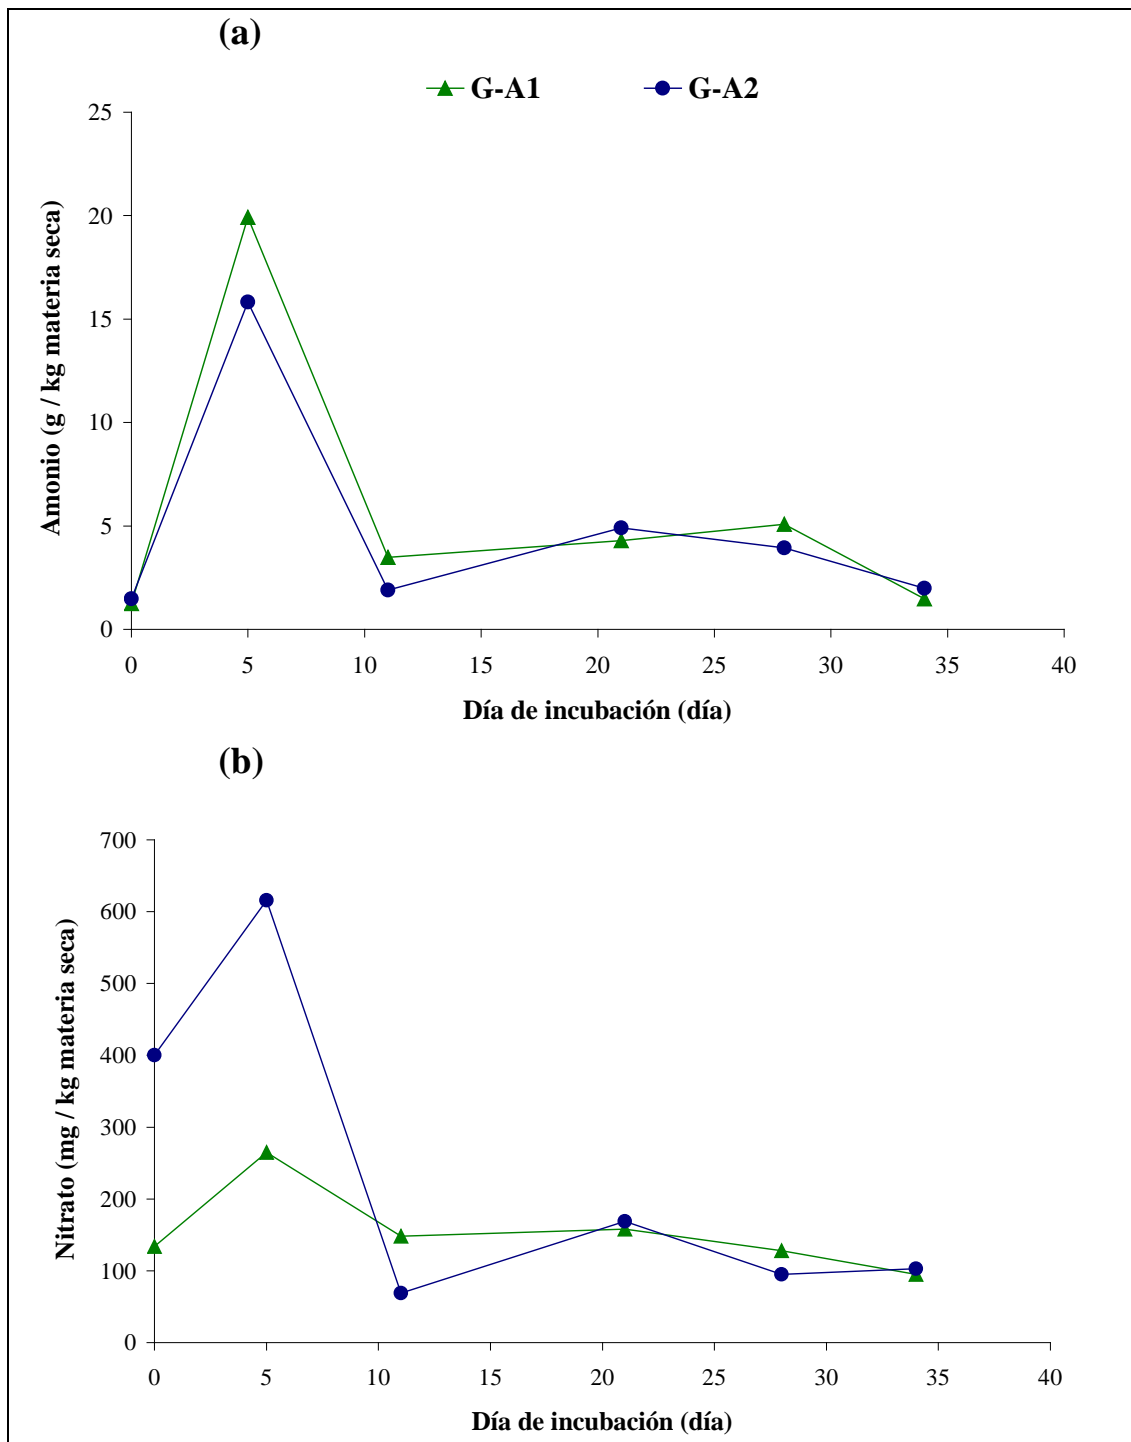 (a)
G-A1 G-A2
25
20
15
10
5
0
Amonio (g / kg materia seca)
0 5 10 15 20 25 30 35 40
Día de incubación (día)
(b)
700
600
500
400
300
200
100
0
Nitrato (mg / kg materia seca)
0 5 10 15 20 25 30 35 40
Día de incubación (día)